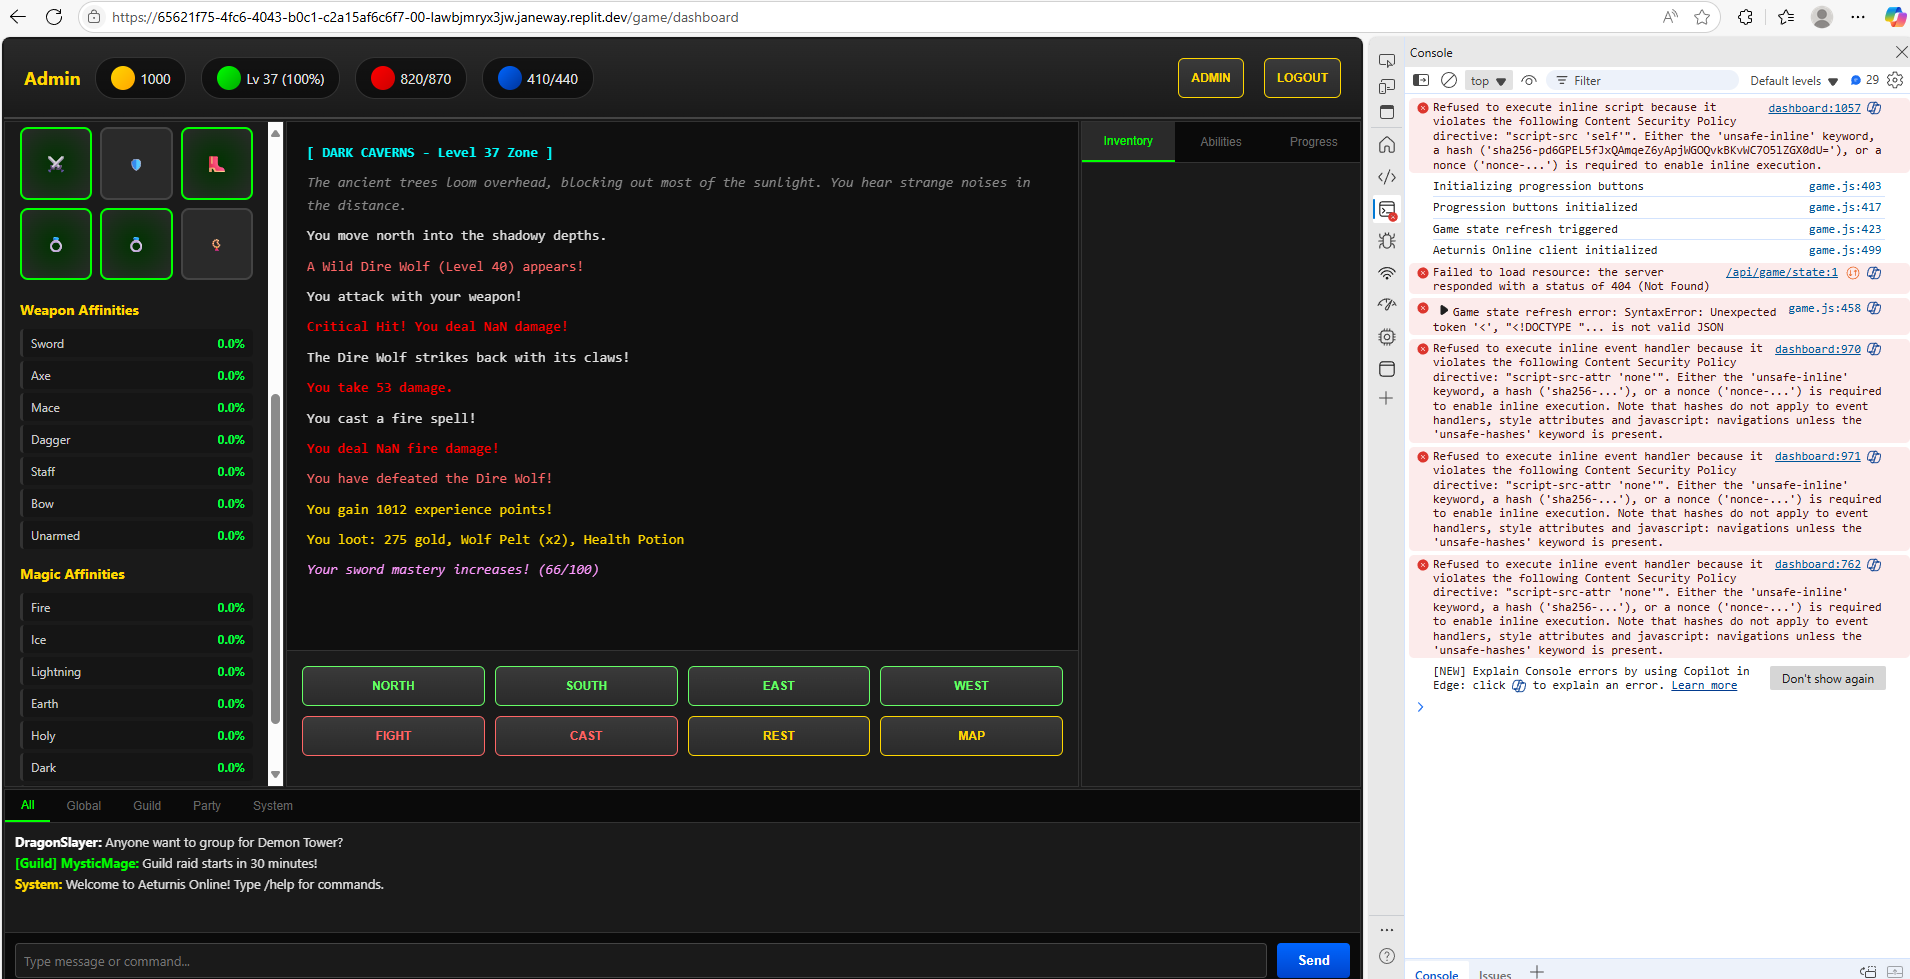 https://65621f75-4fc6-4043-b0c1-c2a15af6c6f7-00-lawbjmryx3jw.janeway.replit.dev/game/dashboard
Admin
1000
Lv 37 (100%)
820/870
410/440
ADMIN
LOGOUT
Weapon Affinities
Sword 0.0%
Axe 0.0%
Mace 0.0%
Dagger 0.0%
Staff 0.0%
Bow 0.0%
Unarmed 0.0%
Magic Affinities
Fire 0.0%
Ice 0.0%
Lightning 0.0%
Earth 0.0%
Holy 0.0%
Dark 0.0%
[ DARK CAVERNS - Level 37 Zone ]
The ancient trees loom overhead, blocking out most of the sunlight. You hear strange noises in
the distance.
You move north into the shadowy depths.
A Wild Dire Wolf (Level 40) appears!
You attack with your weapon!
Critical Hit! You deal NaN damage!
The Dire Wolf strikes back with its claws!
You take 53 damage.
You cast a fire spell!
You deal NaN fire damage!
You have defeated the Dire Wolf!
You gain 1012 experience points!
You loot: 275 gold, Wolf Pelt (x2), Health Potion
Your sword mastery increases! (66/100)
NORTH SOUTH EAST WEST
FIGHT CAST REST MAP
Inventory Abilities Progress
All Global Guild Party System
DragonSlayer: Anyone want to group for Demon Tower?
[Guild] MysticMage: Guild raid starts in 30 minutes!
System: Welcome to Aeturnis Online! Type /help for commands.
Type message or command...
Send
Console
top
Filter
Default levels
29
Refused to execute inline script because it dashboard:1057
violates the following Content Security Policy
directive: "script-src 'self'". Either the 'unsafe-inline' keyword,
a hash ('sha256-pd6GPEL5fJxQAmqeZ6yApjWGOQvkBKvWC7O5lZGX0dU='), or a
nonce ('nonce-...') is required to enable inline execution.
Initializing progression buttons game.js:403
Progression buttons initialized game.js:417
Game state refresh triggered game.js:423
Aeturnis Online client initialized game.js:499
Failed to load resource: the server /api/game/state:1
responded with a status of 404 (Not Found)
Game state refresh error: SyntaxError: Unexpected game.js:458
token '<', "<!DOCTYPE "... is not valid JSON
Refused to execute inline event handler because it dashboard:970
violates the following Content Security Policy
directive: "script-src-attr 'none'". Either the 'unsafe-inline'
keyword, a hash ('sha256-...'), or a nonce ('nonce-...') is required
to enable inline execution. Note that hashes do not apply to event
handlers, style attributes and javascript: navigations unless the
'unsafe-hashes' keyword is present.
Refused to execute inline event handler because it dashboard:971
violates the following Content Security Policy
directive: "script-src-attr 'none'". Either the 'unsafe-inline'
keyword, a hash ('sha256-...'), or a nonce ('nonce-...') is required
to enable inline execution. Note that hashes do not apply to event
handlers, style attributes and javascript: navigations unless the
'unsafe-hashes' keyword is present.
Refused to execute inline event handler because it dashboard:762
violates the following Content Security Policy
directive: "script-src-attr 'none'". Either the 'unsafe-inline'
keyword, a hash ('sha256-...'), or a nonce ('nonce-...') is required
to enable inline execution. Note that hashes do not apply to event
handlers, style attributes and javascript: navigations unless the
'unsafe-hashes' keyword is present.
[NEW] Explain Console errors by using Copilot in
Edge: click to explain an error. Learn more
Don't show again
Console Issues